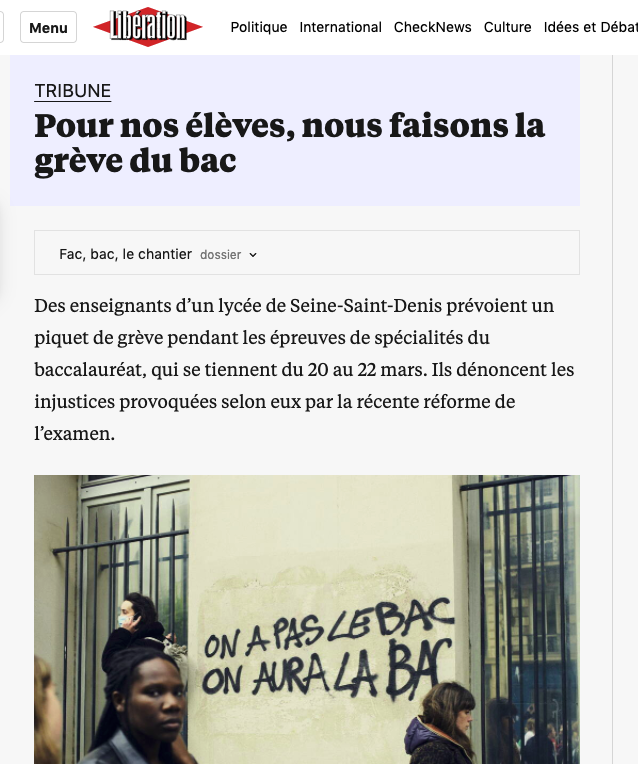 Menu
Libération
Politique International CheckNews Culture Idées et Débat
TRIBUNE
Pour nos élèves, nous faisons la
grève du bac
Fac, bac, le chantier dossier
Des enseignants d’un lycée de Seine-Saint-Denis prévoient un
piquet de grève pendant les épreuves de spécialités du
baccalauréat, qui se tiennent du 20 au 22 mars. Ils dénoncent les
injustices provoquées selon eux par la récente réforme de
l’examen.
ON A PAS LE BAC
ON AURA LA BAC